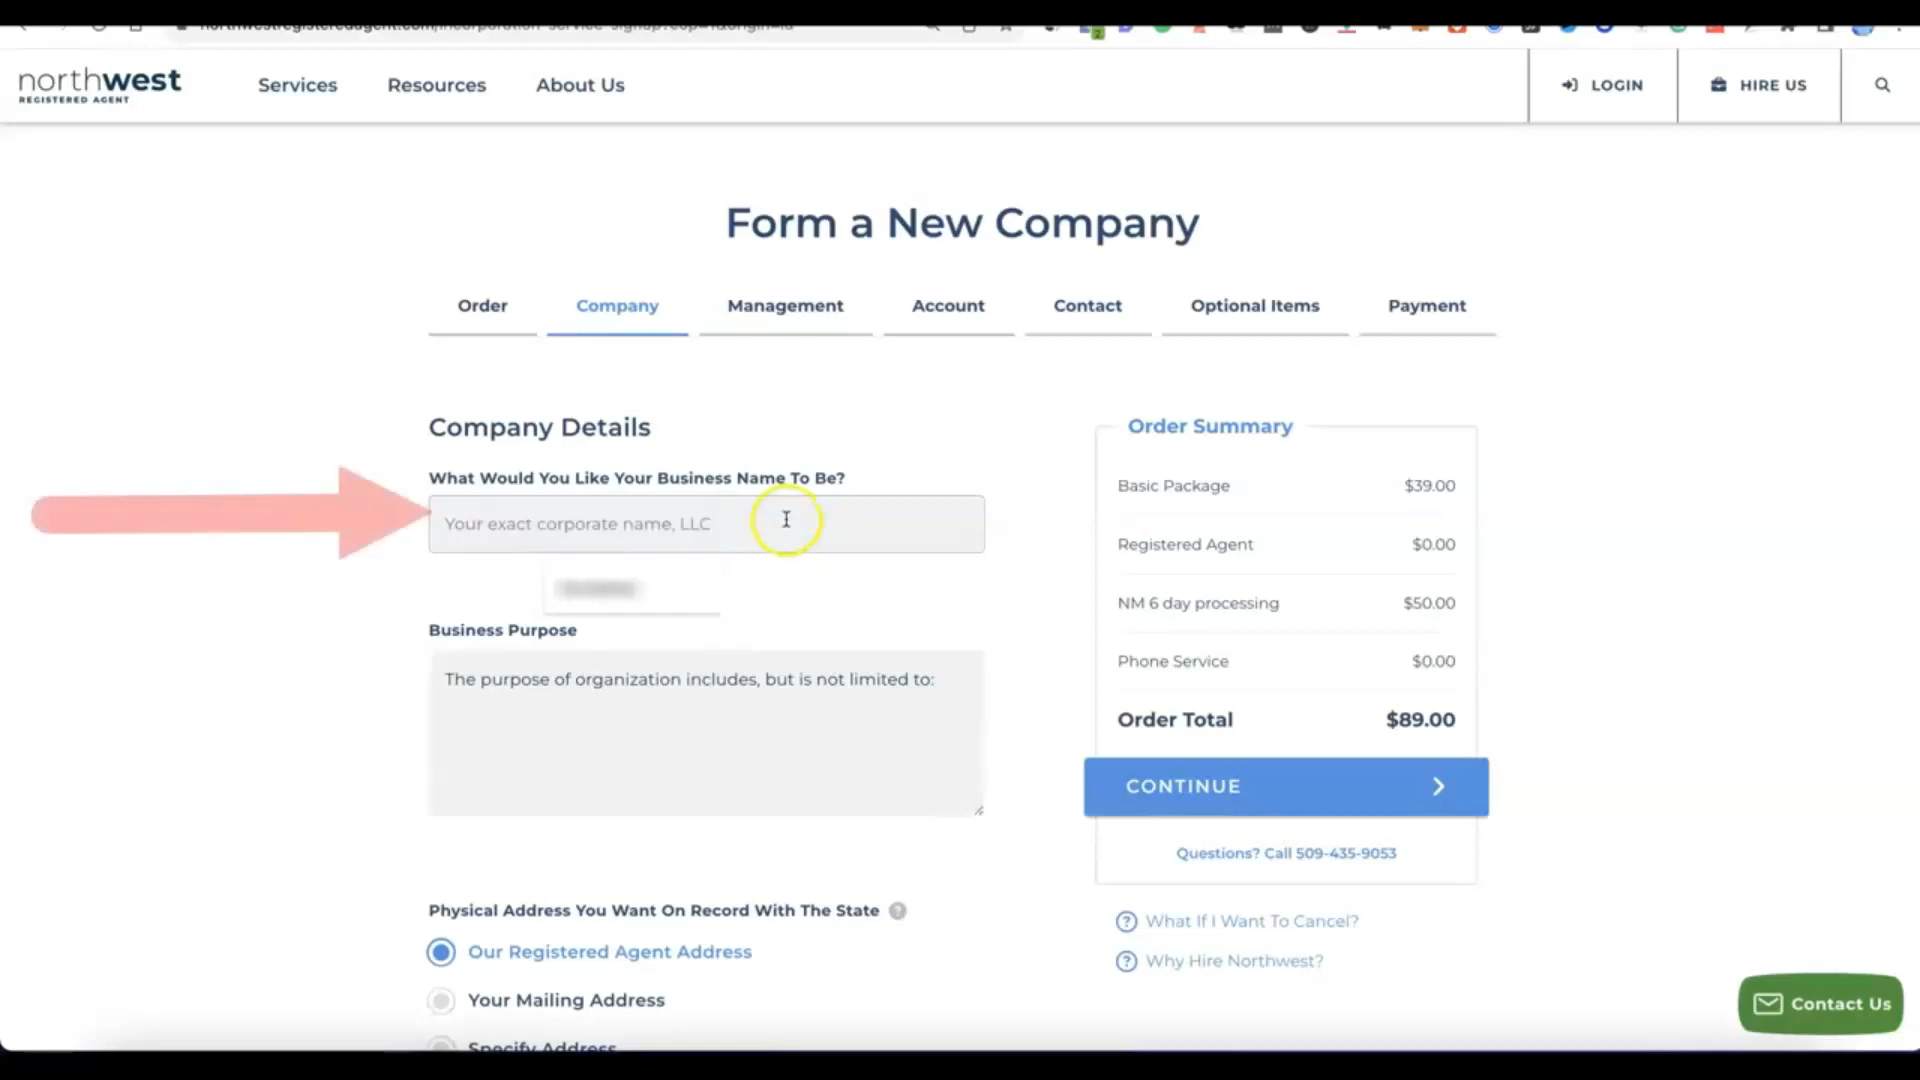 northwest
REGISTERED AGENT
Services
Resources
About Us
LOGIN
HIRE US
Form a New Company
Order
Company
Management
Account
Contact
Optional Items
Payment
Company Details
What Would You Like Your Business Name To Be?
Your exact corporate name, LLC
Business Purpose
The purpose of organization includes, but is not limited to:
Physical Address You Want On Record With The State
Our Registered Agent Address
Your Mailing Address
Specify Address
Order Summary
Basic Package $39.00
Registered Agent $0.00
NM 6 day processing $50.00
Phone Service $0.00
Order Total $89.00
CONTINUE
Questions? Call 509-435-9053
What If I Want To Cancel?
Why Hire Northwest?
Contact Us